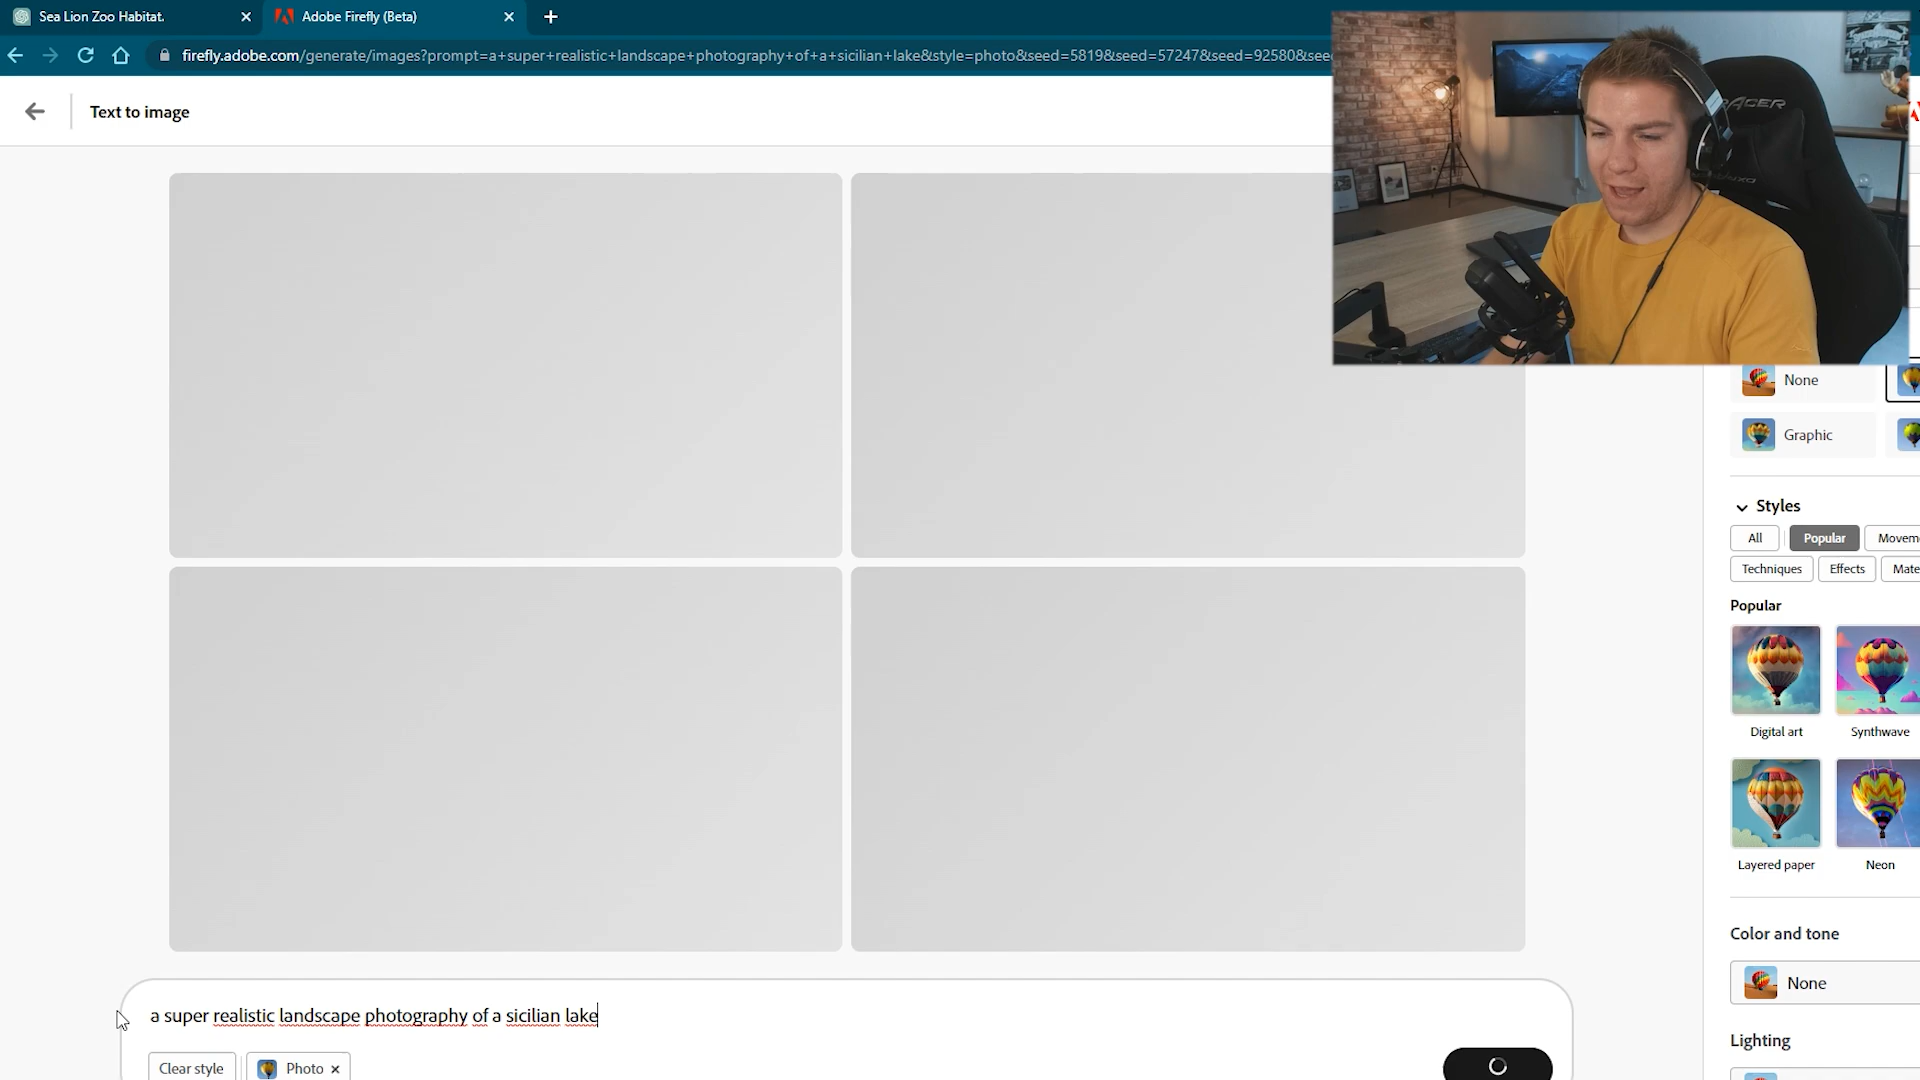 Sea Lion Zoo Habitat.
Adobe Firefly (Beta)
firefly.adobe.com/generate/images?prompt=a+super+realistic+landscape+photography+of+a+sicilian+lake&style=photo&seed=5819&seed=57247&seed=92580&see
Text to image
RACER
None
Graphic
Styles
All
Popular
Movem
Techniques
Effects
Mate
Popular
Digital art
Synthwave
Layered paper
Neon
Color and tone
None
Lighting
a super realistic landscape photography of a sicilian lake
Clear style
Photo